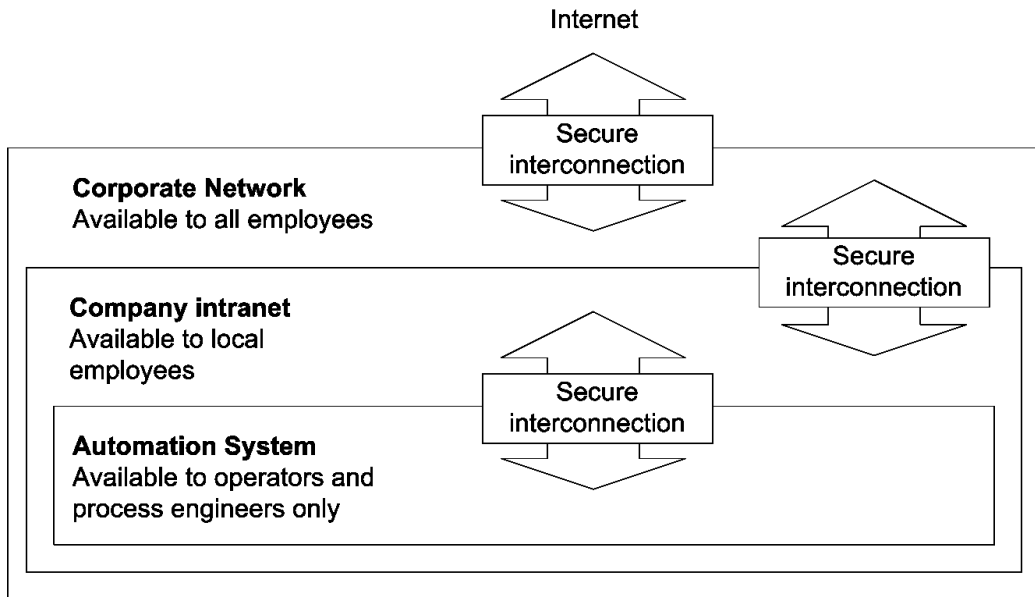 Internet
Secure
interconnection
Corporate Network
Available to all employees
Secure
interconnection
Company intranet
Available to local
employees
Secure
interconnection
Automation System
Available to operators and
process engineers only